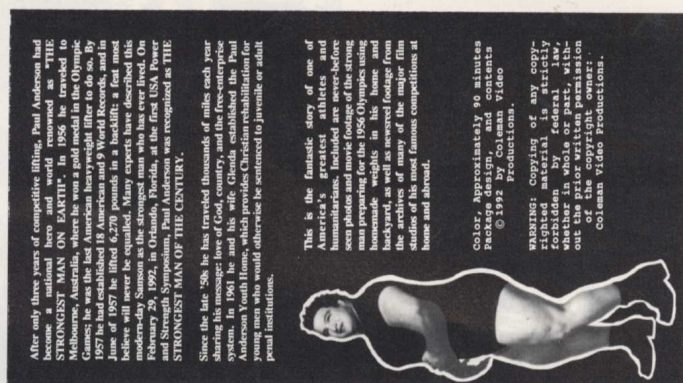 After only three years of competitive lifting, Paul Anderson had
become a national hero and world renowned as "THE
STRONGEST MAN ON EARTH". In 1956 he traveled to
Melbourne, Australia, where he won a gold medal in the Olympic
Games; he was the last American heavyweight lifter to do so. By
1957 he had established 18 American and 9 World Records, and in
June of 1957 he lifted 6,270 pounds in a backlift: a feat most
believe will never be equalled. Many experts have described this
modern-day Samson as the strongest man who has ever lived. On
February 29, 1992, in Orlando, Florida, at the first USA Power
and Strength Symposium, Paul Anderson was recognized as THE
STRONGEST MAN OF THE CENTURY.
Since the late '50s he has traveled thousands of miles each year
sharing his message: love of God, country, and the free-enterprise
system. In 1961 he and his wife Glenda established the Paul
Anderson Youth Home, which provides Christian rehabilitation for
young men who would otherwise be sentenced to juvenile or adult
penal institutions.
This is the fantastic story of one of
America's greatest athletes and
humanitarians. Included are never-before
seen photos and movie footage of the strong
man preparing for the 1956 Olympics using
homemade weights in his home and
backyard, as well as newsreel footage from
the archives of many of the major film
studios of his most famous competitions at
home and abroad.
Color, Approximately 90 minutes
Package design, and contents
©1992 by Coleman Video
Productions.
WARNING: Copying of any copy-
righted material is strictly
forbidden by federal law,
whether in whole or part, with-
out the prior written permission
of the copyright owner:
Coleman Video Productions.